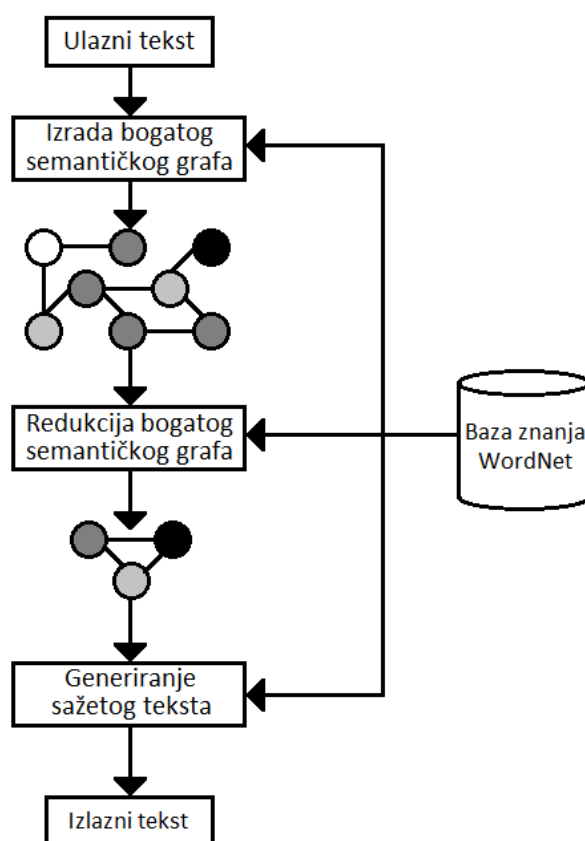 Ulazni tekst
Izrada bogatog
semantičkog grafa
Redukcija bogatog
semantičkog grafa
Baza znanja
WordNet
Generiranje
sažetog teksta
Izlazni tekst